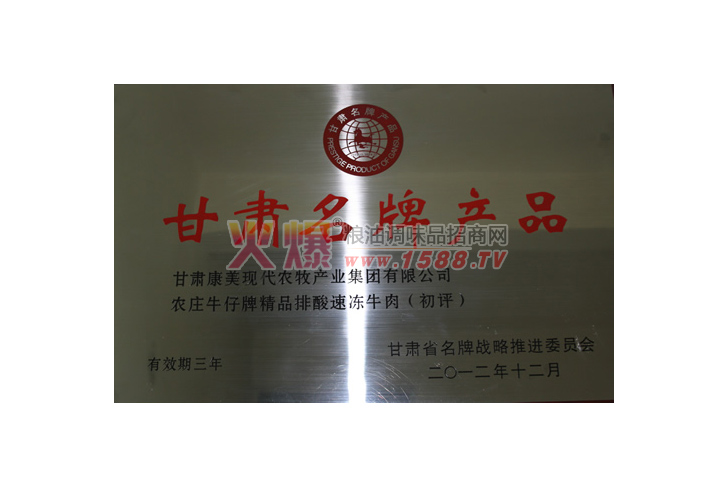 甘肃名牌产品
PRESTIGE PRODUCT OF GANSU
甘肃名牌产品
火爆®粮油调味品招商网
www.1588.TV
甘肃康美现代农牧产业集团有限公司
农庄牛仔牌精品排酸速冻牛肉（初评）
有效期三年
甘肃省名牌战略推进委员会
二〇一二年十二月